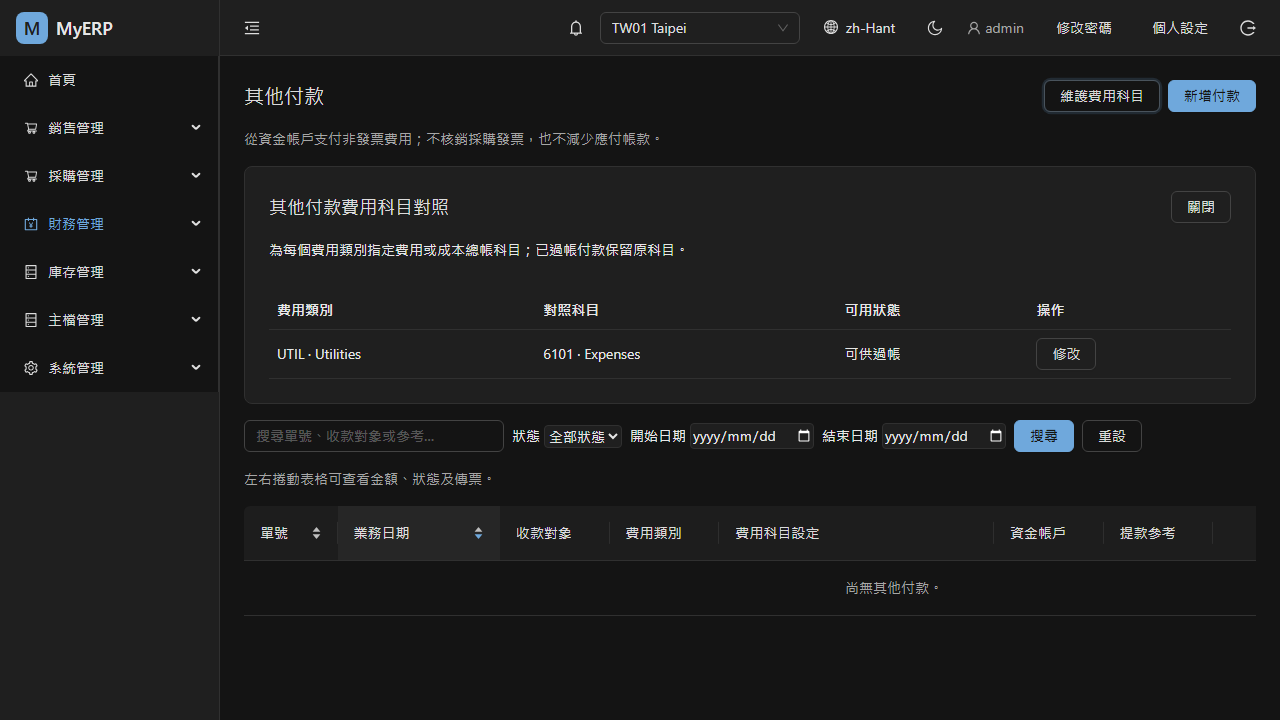 M MyERP
TW01 Taipei
zh-Hant
admin
修改密碼
個人設定
首頁
銷售管理
採購管理
財務管理
庫存管理
主檔管理
系統管理
其他付款
維護費用科目
新增付款
從資金帳戶支付非發票費用；不核銷採購發票，也不減少應付帳款。
其他付款費用科目對照
關閉
為每個費用類別指定費用或成本總帳科目；已過帳付款保留原科目。
費用類別 對照科目 可用狀態 操作
UTIL · Utilities 6101 · Expenses 可供過帳 修改
搜尋單號、收款對象或參考... 狀態 全部狀態 開始日期 yyyy/mm/dd 結束日期 yyyy/mm/dd 搜尋 重設
左右捲動表格可查看金額、狀態及傳票。
單號 業務日期 收款對象 費用類別 費用科目設定 資金帳戶 提款參考
尚無其他付款。